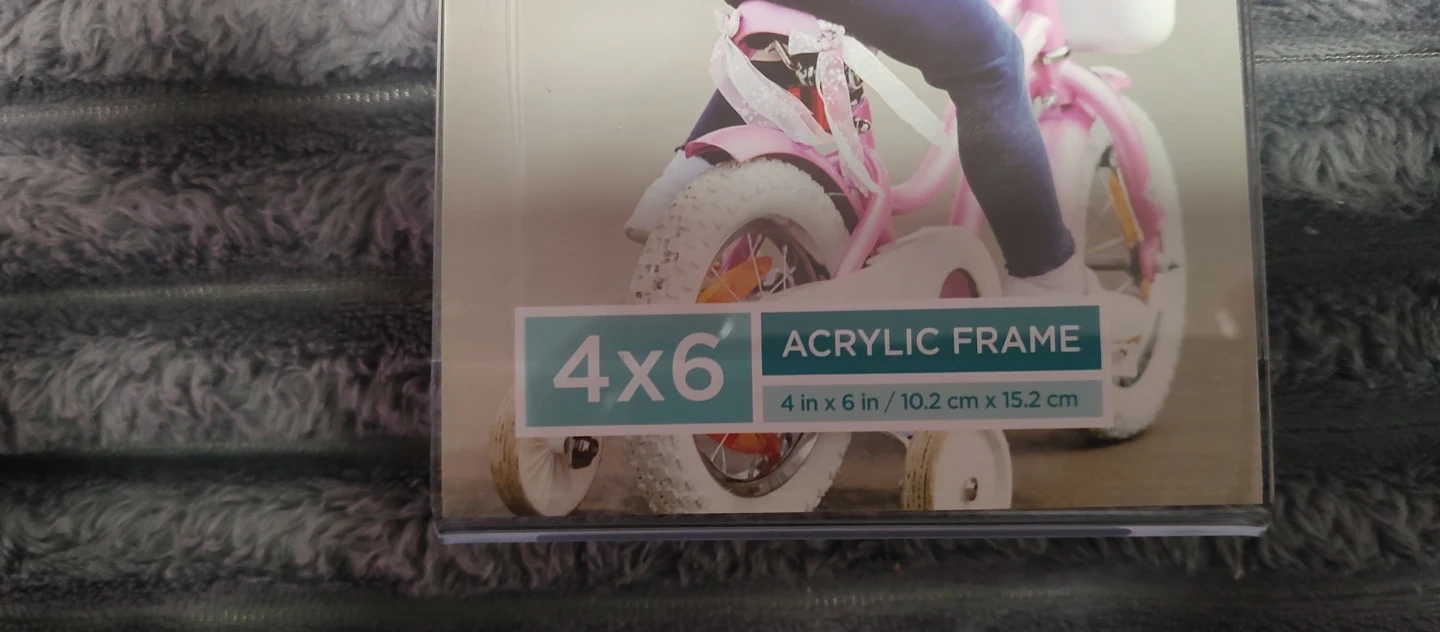 4x6
ACRYLIC FRAME
4 in x 6 in / 10.2 cm x 15.2 cm